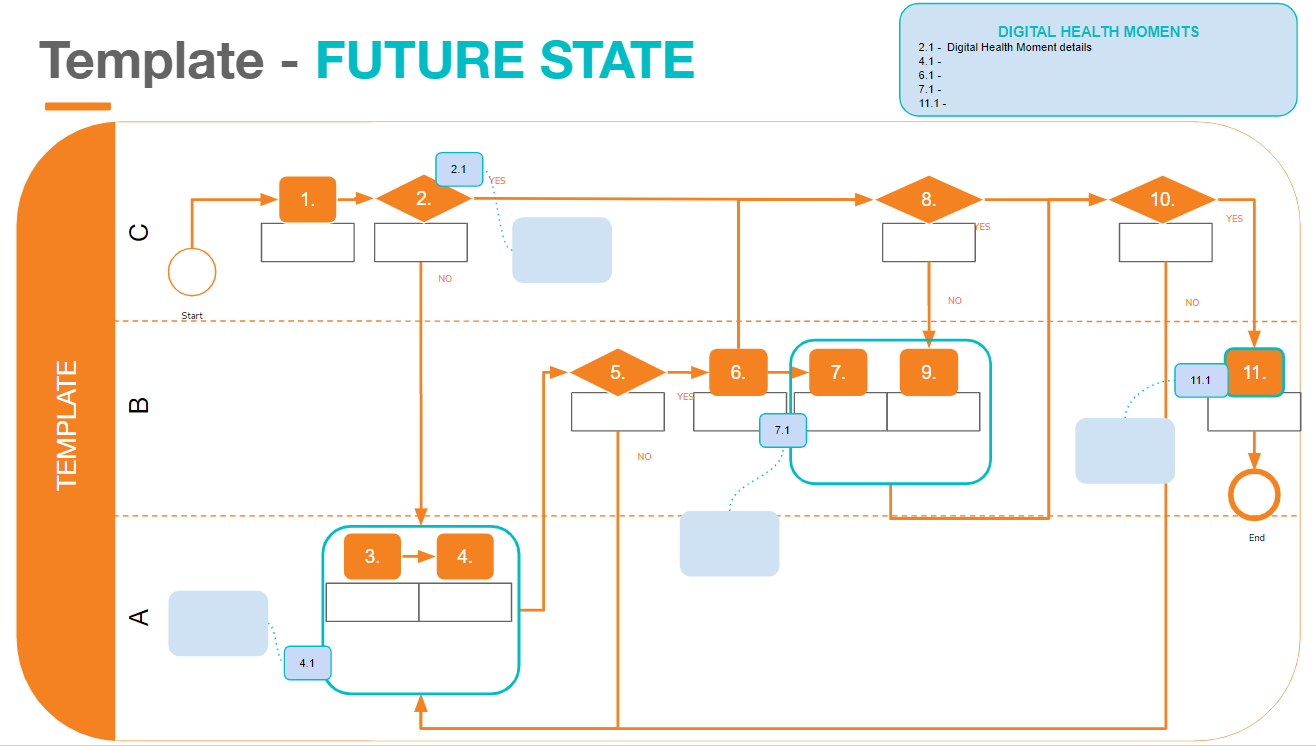 Template - FUTURE STATE
DIGITAL HEALTH MOMENTS
2.1 - Digital Health Moment details
4.1 -
6.1 -
7.1 -
11.1 -
TEMPLATE
C
Start
1.
2.
2.1
YES
NO
8.
YES
NO
10.
YES
NO
B
5.
YES
NO
6.
7.
7.1
9.
11.1
11.
End
A
3.
4.
4.1